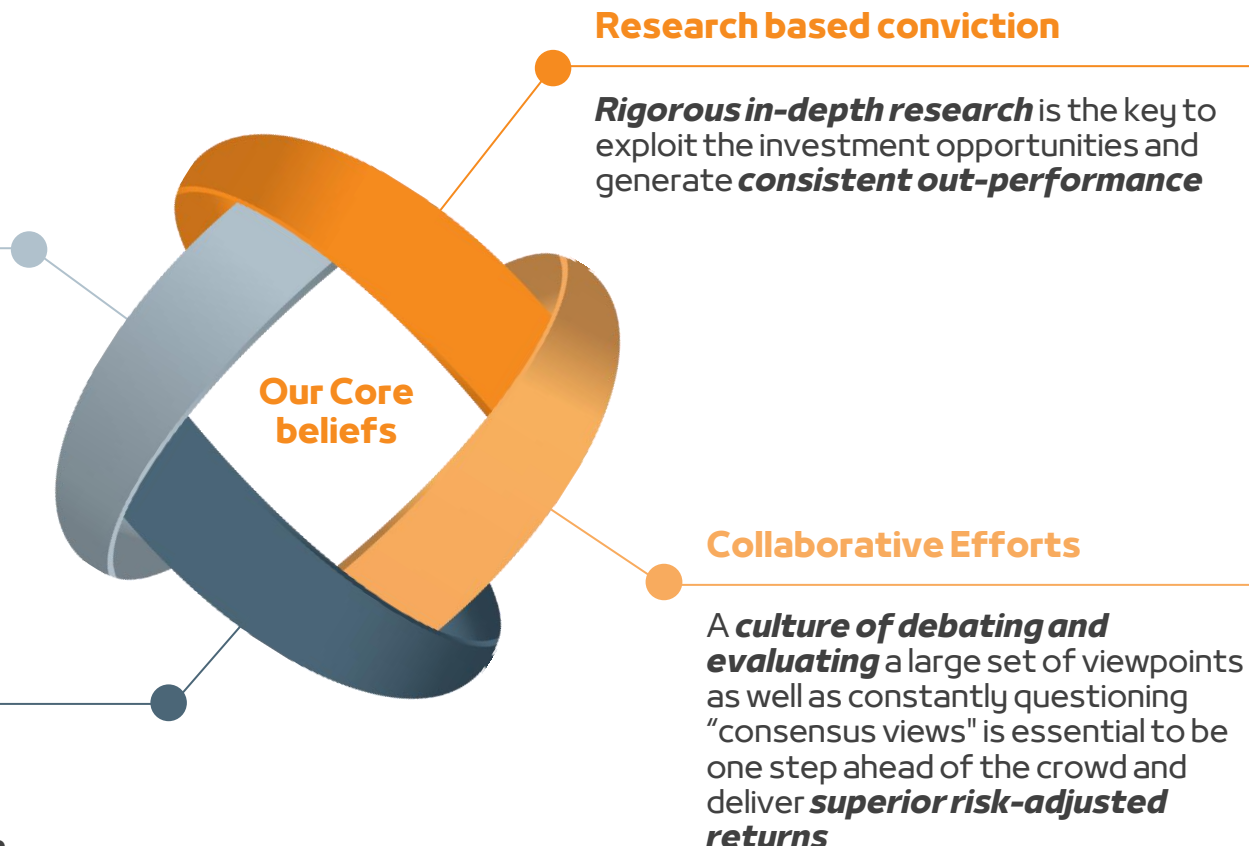 Research based conviction
Rigorous in-depth research is the key to
exploit the investment opportunities and
generate consistent out-performance
Our Core
beliefs
Collaborative Efforts
A culture of debating and
evaluating a large set of viewpoints
as well as constantly questioning
“consensus views" is essential to be
one step ahead of the crowd and
deliver superior risk-adjusted
returns